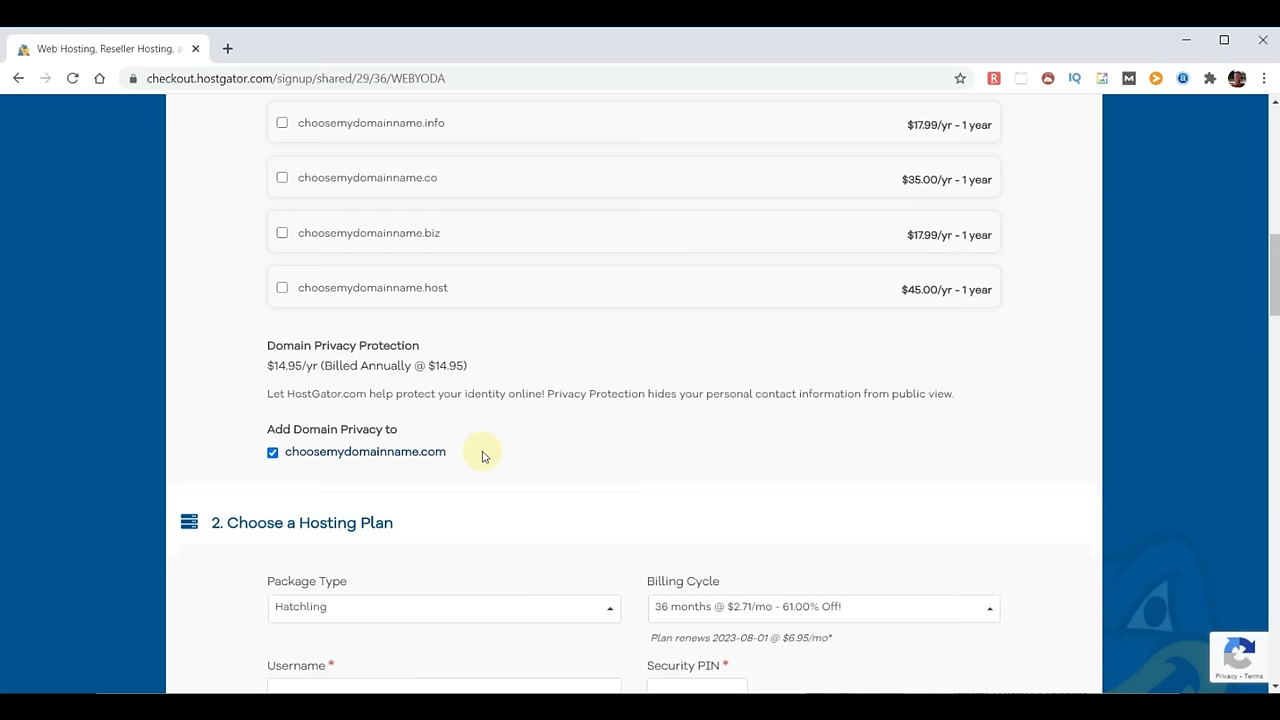 Web Hosting, Reseller Hosting, a
checkout.hostgator.com/signup/shared/29/36/WEBYODA
choosemydomainname.info
$17.99/yr - 1 year
choosemydomainname.co
$35.00/yr - 1 year
choosemydomainname.biz
$17.99/yr - 1 year
choosemydomainname.host
$45.00/yr - 1 year
Domain Privacy Protection
$14.95/yr (Billed Annually @ $14.95)
Let HostGator.com help protect your identity online! Privacy Protection hides your personal contact information from public view.
Add Domain Privacy to
choosemydomainname.com
2. Choose a Hosting Plan
Package Type
Billing Cycle
Hatchling
36 months @ $2.71/mo - 61.00% Off!
Plan renews 2023-08-01 @ $6.95/mo*
Username *
Security PIN *
Privacy - Terms